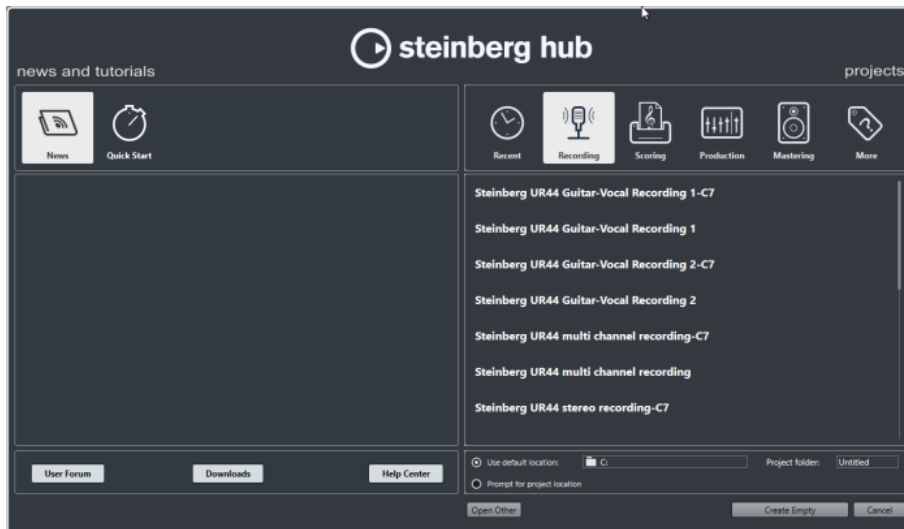 steinberg hub
news and tutorials
projects
News
Quick Start
Recent
Recording
Scoring
Production
Mastering
More
Steinberg UR44 Guitar-Vocal Recording 1-C7
Steinberg UR44 Guitar-Vocal Recording 1
Steinberg UR44 Guitar-Vocal Recording 2-C7
Steinberg UR44 Guitar-Vocal Recording 2
Steinberg UR44 multi channel recording-C7
Steinberg UR44 multi channel recording
Steinberg UR44 stereo recording-C7
User Forum
Downloads
Help Center
Use default location:
C:
Project folder:
Untitled
Prompt for project location
Open Other
Create Empty
Cancel